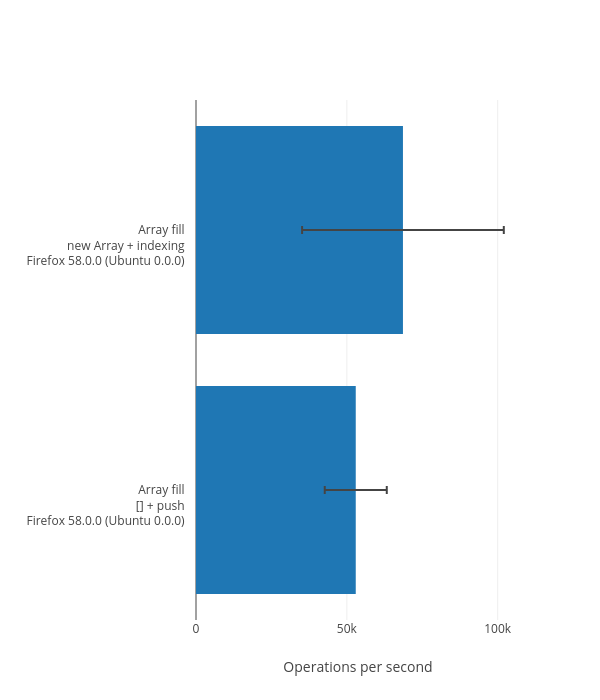 Array fill
new Array + indexing
Firefox 58.0.0 (Ubuntu 0.0.0)
Array fill
[] + push
Firefox 58.0.0 (Ubuntu 0.0.0)
0
50k
100k
Operations per second